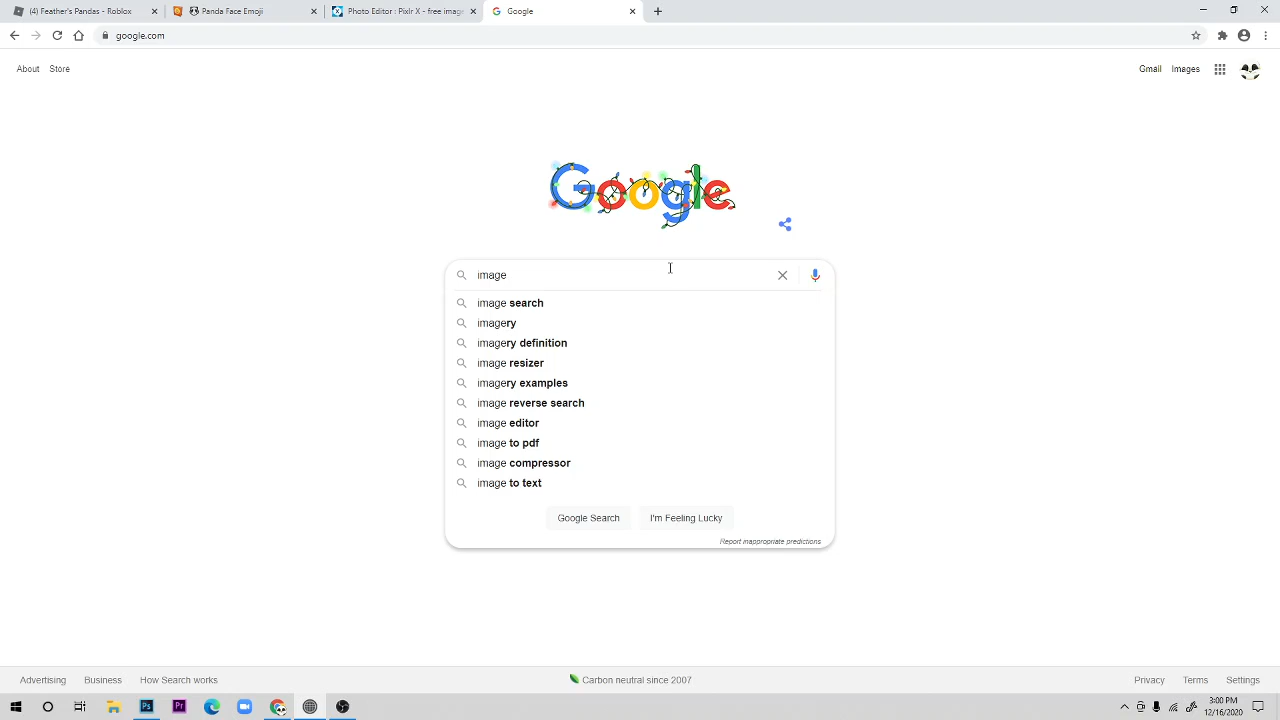 (4) Feather's Pandas - Roblox
Panda Face Emoji
Photo Editor : Pixlr X - free imag
Google
google.com
About Store
Gmail Images
Google
image
image search
imagery
imagery definition
image resizer
imagery examples
image reverse search
image editor
image to pdf
image compressor
image to text
Google Search
I'm Feeling Lucky
Report inappropriate predictions
Advertising Business How Search works
Carbon neutral since 2007
Privacy Terms Settings
Ps
Pr
3:00 PM
12/16/2020